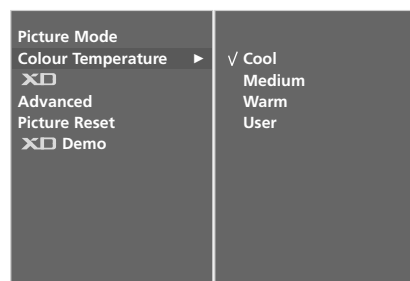 Picture Mode
Colour Temperature ►
XD
Advanced
Picture Reset
XD Demo
√ Cool
Medium
Warm
User